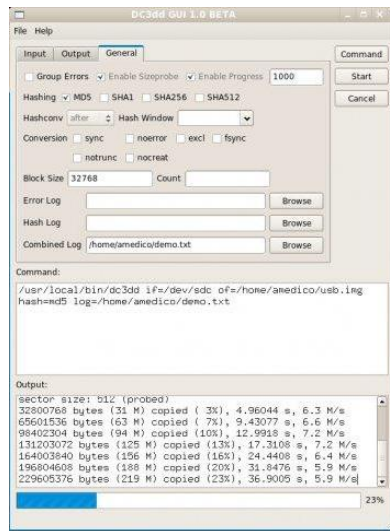 DC3dd GUI 1.0 BETA
File Help
Input Output General
Command
Group Errors Enable Sizeprobe Enable Progress 1000
Start
Hashing MD5 SHA1 SHA256 SHA512
Cancel
Hashconv after Hash Window
Conversion sync noerror excl fsync
notrunc nocreat
Block Size 32768 Count
Error Log Browse
Hash Log Browse
Combined Log /home/amedico/demo.txt Browse
Command:
/usr/local/bin/dc3dd if=/dev/sdc of=/home/amedico/usb.img
hash=md5 log=/home/amedico/demo.txt
Output:
sector size: 512 (probed)
32800768 bytes (31 M) copied ( 3%), 4.96044 s, 6.3 M/s
65601536 bytes (63 M) copied ( 7%), 9.43077 s, 6.6 M/s
98402304 bytes (94 M) copied (10%), 12.9918 s, 7.2 M/s
131203072 bytes (125 M) copied (13%), 17.3108 s, 7.2 M/s
164003840 bytes (156 M) copied (16%), 24.4408 s, 6.4 M/s
196804608 bytes (188 M) copied (20%), 31.8476 s, 5.9 M/s
229605376 bytes (219 M) copied (23%), 36.9005 s, 5.9 M/s
23%